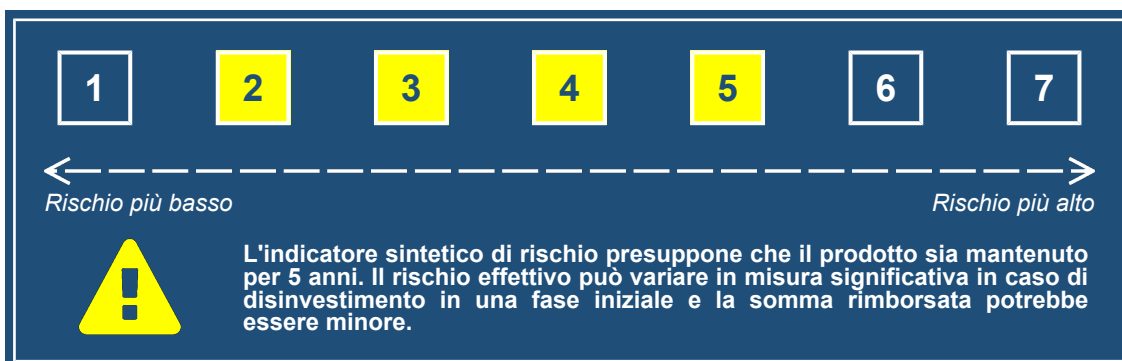 1 2 3 4 5 6 7
Rischio più basso Rischio più alto
L'indicatore sintetico di rischio presuppone che il prodotto sia mantenuto
per 5 anni. Il rischio effettivo può variare in misura significativa in caso di
disinvestimento in una fase iniziale e la somma rimborsata potrebbe
essere minore.